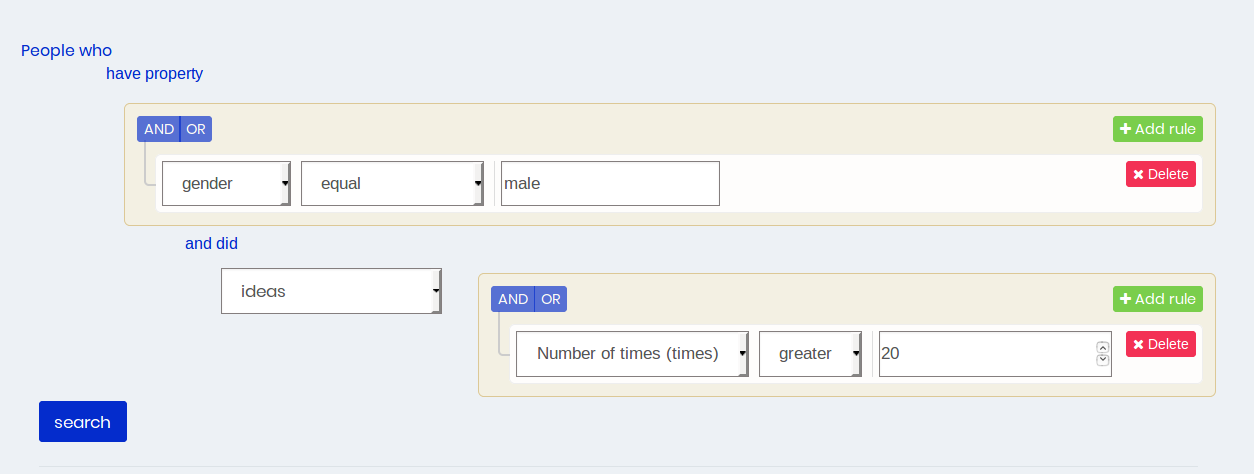 People who
have property
AND OR
+ Add rule
gender equal male
× Delete
and did
ideas
AND OR
+ Add rule
Number of times (times) greater 20
× Delete
search